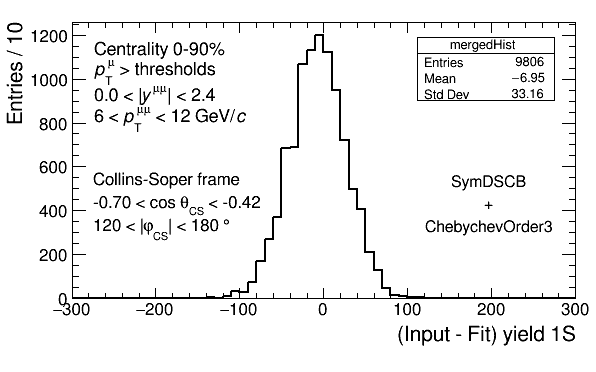 Entries / 10
1200
1000
800
600
400
200
0
Centrality 0-90%
p_T^μ > thresholds
0.0 < |y^μμ| < 2.4
6 < p_T^μμ < 12 GeV/c
Collins-Soper frame
-0.70 < cos θ_CS < -0.42
120 < |φ_CS| < 180 °
mergedHist
Entries 9806
Mean −6.95
Std Dev 33.16
SymDSCB
+
ChebychevOrder3
−300 −200 −100 0 100 200 300
(Input - Fit) yield 1S